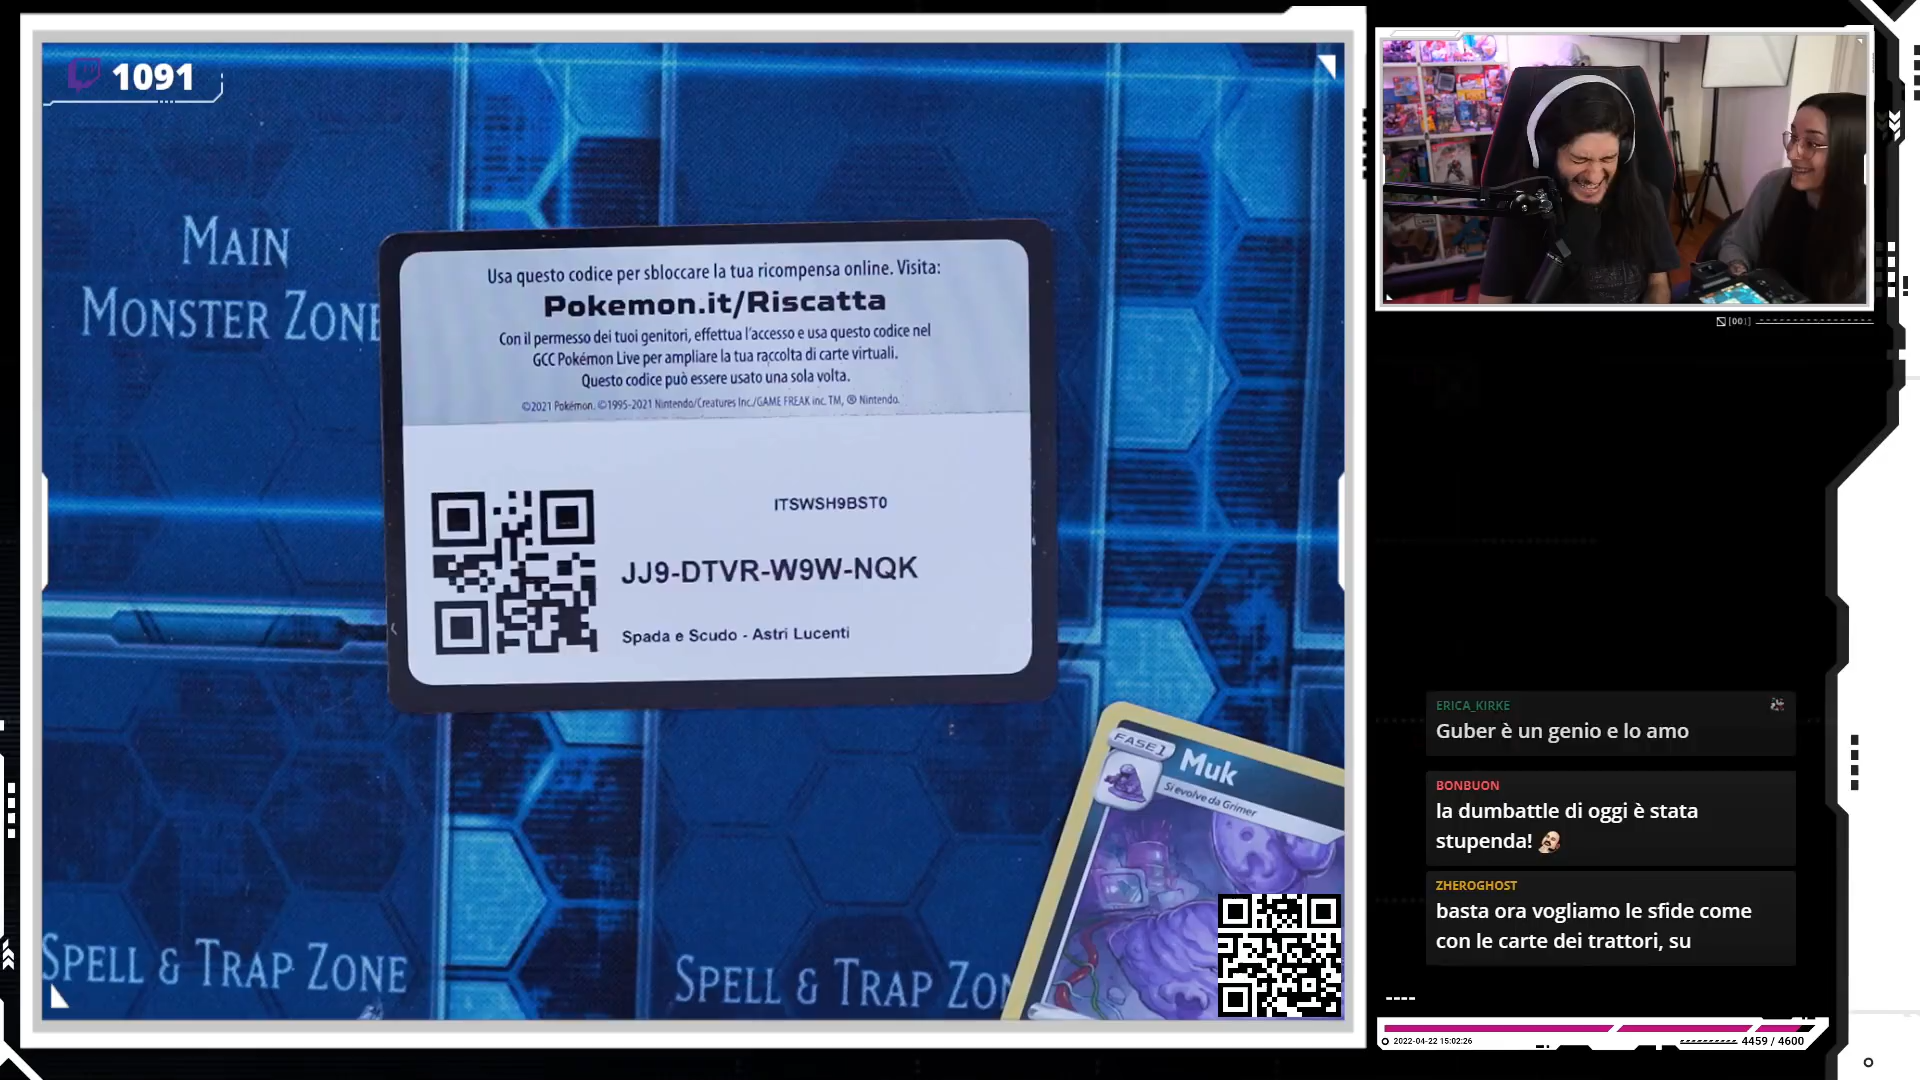 1091
MAIN
MONSTER ZONE
Usa questo codice per sbloccare la tua ricompensa online. Visita:
Pokemon.it/Riscatta
Con il permesso dei tuoi genitori, effettua l'accesso e usa questo codice nel
GCC Pokémon Live per ampliare la tua raccolta di carte virtuali.
Questo codice può essere usato una sola volta.
©2021 Pokémon. ©1995-2021 Nintendo/Creatures Inc./GAME FREAK inc. TM, ® Nintendo.
ITSWSH9BST0
JJ9-DTVR-W9W-NQK
Spada e Scudo - Astri Lucenti
FASE 1
Muk
Si evolve da Grimer
SPELL & TRAP ZONE
SPELL & TRAP ZON
[001]
ERICA_KIRKE
Guber è un genio e lo amo
BONBUON
la dumbattle di oggi è stata
stupenda!
ZHEROGHOST
basta ora vogliamo le sfide come
con le carte dei trattori, su
----
2022-04-22 15:02:26
4459 / 4600